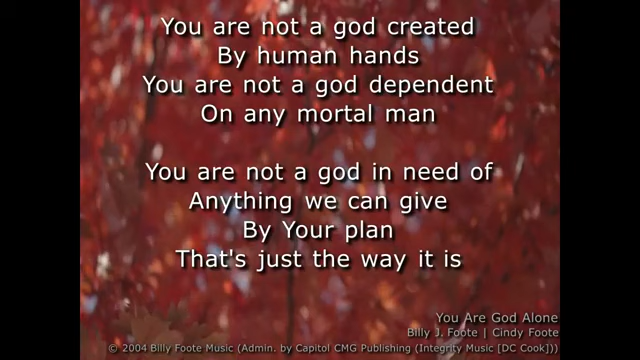 You are not a god created
By human hands
You are not a god dependent
On any mortal man
You are not a god in need of
Anything we can give
By Your plan
That's just the way it is
You Are God Alone
Billy J. Foote | Cindy Foote
© 2004 Billy Foote Music (Admin. by Capitol CMG Publishing (Integrity Music [DC Cook]))